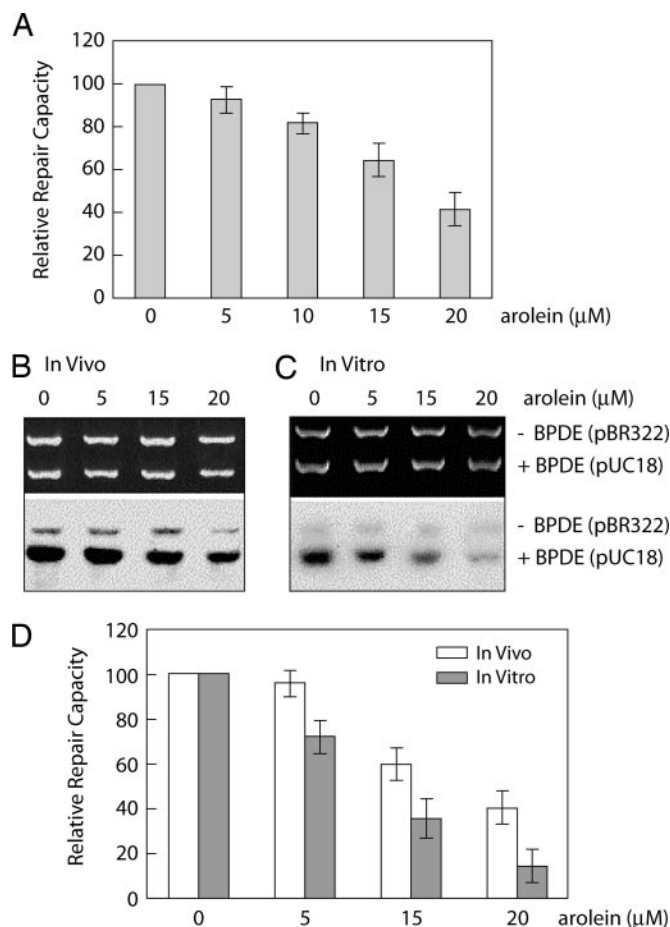 A
120
100
80
60
40
20
0
Relative Repair Capacity
0 5 10 15 20 arolein (μM)
B In Vivo
0 5 15 20
C In Vitro
0 5 15 20 arolein (μM)
- BPDE (pBR322)
+ BPDE (pUC18)
- BPDE (pBR322)
+ BPDE (pUC18)
D
120
100
80
60
40
20
0
Relative Repair Capacity
In Vivo
In Vitro
0 5 15 20 arolein (μM)